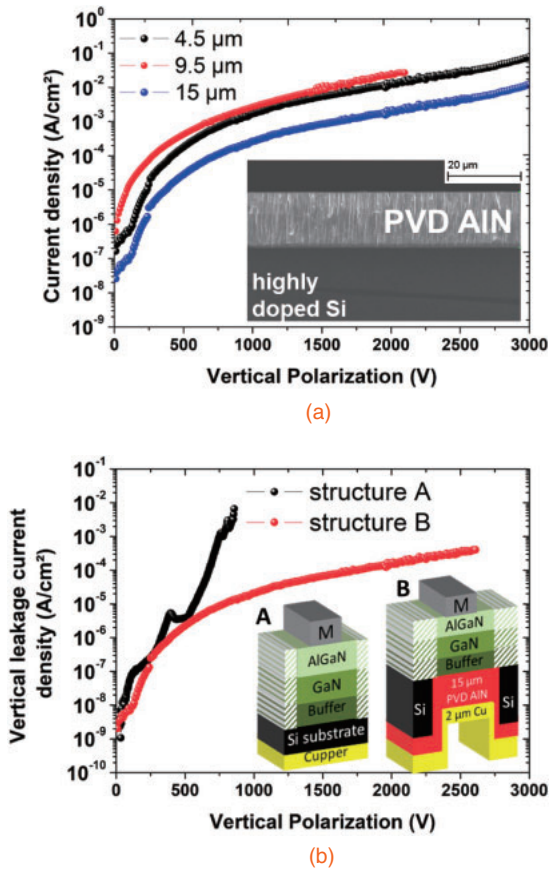 4.5 µm
9.5 µm
15 µm
Current density (A/cm²)
10⁰
10⁻¹
10⁻²
10⁻³
10⁻⁴
10⁻⁵
10⁻⁶
10⁻⁷
10⁻⁸
10⁻⁹
20 µm
PVD AlN
highly
doped Si
0 500 1000 1500 2000 2500 3000
Vertical Polarization (V)
(a)
Vertical leakage current
density (A/cm²)
10⁻¹
10⁻²
10⁻³
10⁻⁴
10⁻⁵
10⁻⁶
10⁻⁷
10⁻⁸
10⁻⁹
10⁻¹⁰
structure A
structure B
A
M
AlGaN
GaN
Buffer
Si substrate
Cupper
B
M
AlGaN
GaN
Buffer
15 µm
PVD AlN
Si
2 µm Cu
Si
0 500 1000 1500 2000 2500 3000
Vertical Polarization (V)
(b)